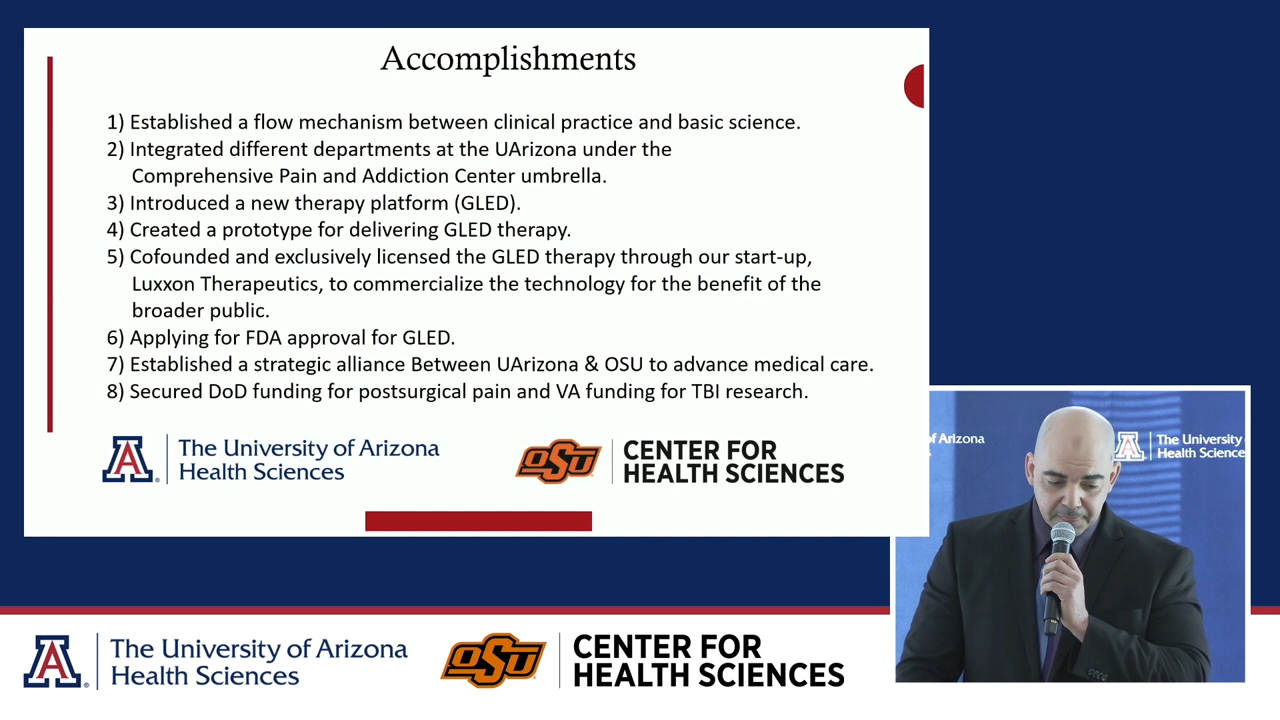 Accomplishments
1) Established a flow mechanism between clinical practice and basic science.
2) Integrated different departments at the UArizona under the
Comprehensive Pain and Addiction Center umbrella.
3) Introduced a new therapy platform (GLED).
4) Created a prototype for delivering GLED therapy.
5) Cofounded and exclusively licensed the GLED therapy through our start-up,
Luxxon Therapeutics, to commercialize the technology for the benefit of the
broader public.
6) Applying for FDA approval for GLED.
7) Established a strategic alliance Between UArizona & OSU to advance medical care.
8) Secured DoD funding for postsurgical pain and VA funding for TBI research.
A
The University of Arizona
Health Sciences
OSU
CENTER FOR
HEALTH SCIENCES
of Arizona
A
The University
Health Science
A
The University of Arizona
Health Sciences
OSU
CENTER FOR
HEALTH SCIENCES